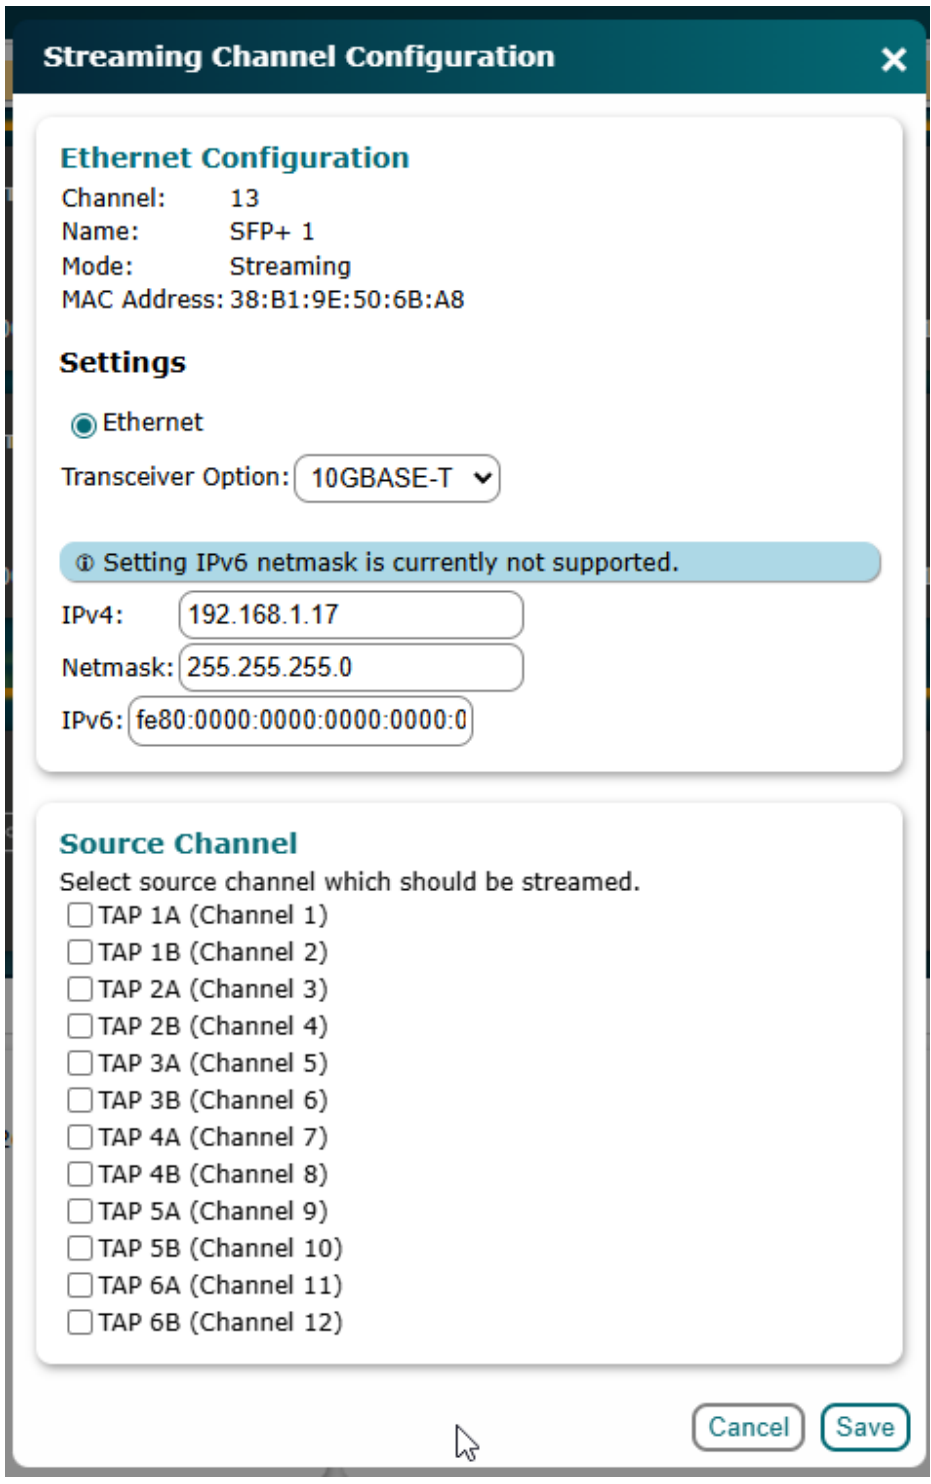 Streaming Channel Configuration
Ethernet Configuration
Channel: 13
Name: SFP+ 1
Mode: Streaming
MAC Address: 38:B1:9E:50:6B:A8
Settings
Ethernet
Transceiver Option: 10GBASE-T
Setting IPv6 netmask is currently not supported.
IPv4: 192.168.1.17
Netmask: 255.255.255.0
IPv6: fe80:0000:0000:0000:0000:0
Source Channel
Select source channel which should be streamed.
TAP 1A (Channel 1)
TAP 1B (Channel 2)
TAP 2A (Channel 3)
TAP 2B (Channel 4)
TAP 3A (Channel 5)
TAP 3B (Channel 6)
TAP 4A (Channel 7)
TAP 4B (Channel 8)
TAP 5A (Channel 9)
TAP 5B (Channel 10)
TAP 6A (Channel 11)
TAP 6B (Channel 12)
Cancel Save